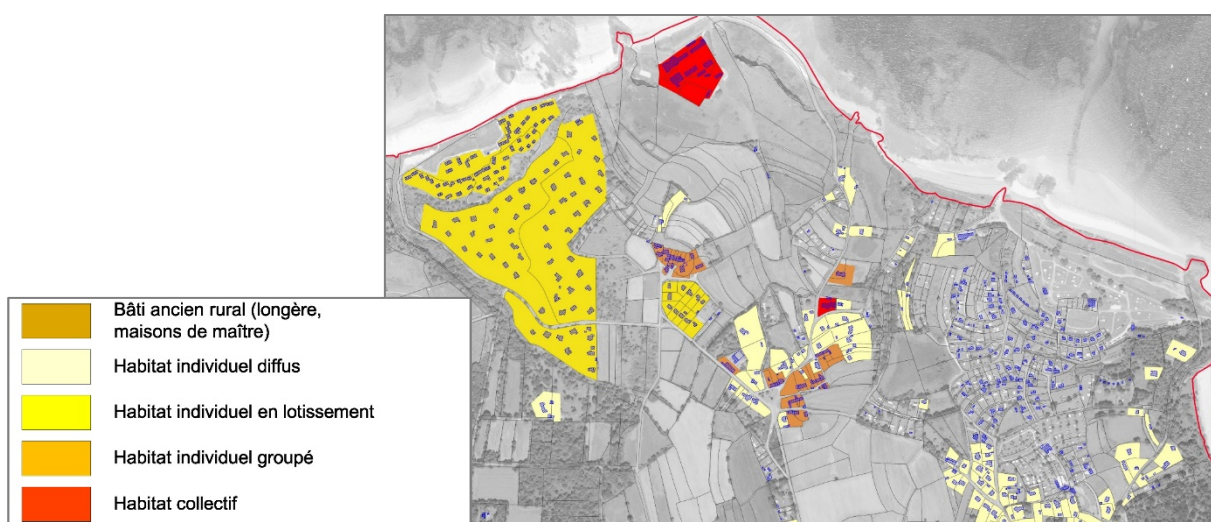 Bâti ancien rural (longère,
maisons de maître)
Habitat individuel diffus
Habitat individuel en lotissement
Habitat individuel groupé
Habitat collectif